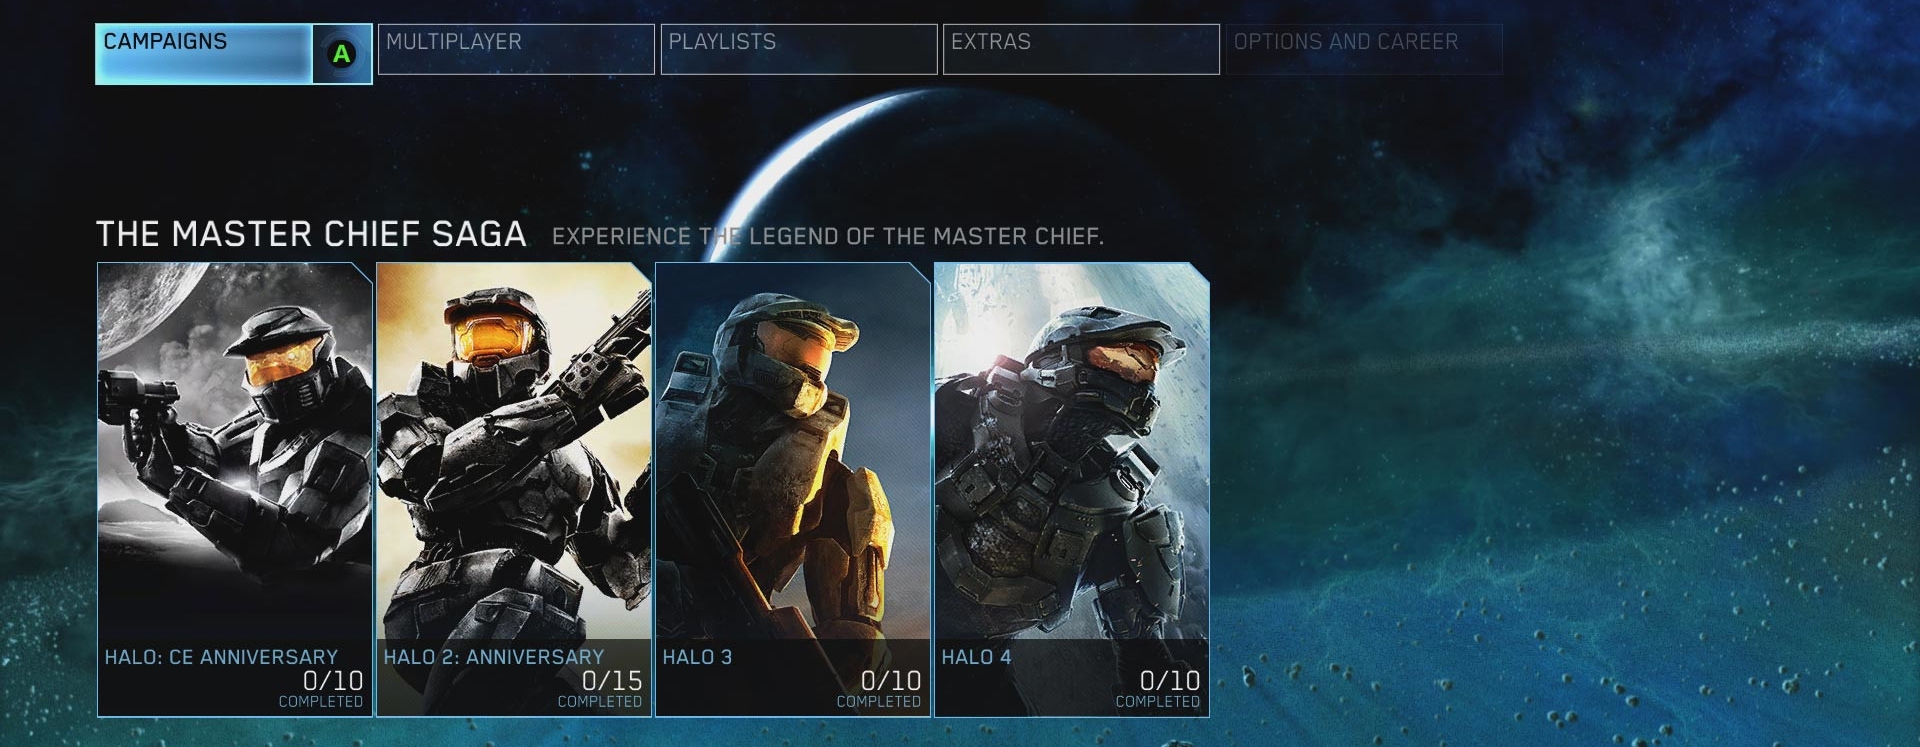 CAMPAIGNS A MULTIPLAYER PLAYLISTS EXTRAS OPTIONS AND CAREER
THE MASTER CHIEF SAGA EXPERIENCE THE LEGEND OF THE MASTER CHIEF.
HALO: CE ANNIVERSARY
0/10
COMPLETED
HALO 2: ANNIVERSARY
0/15
COMPLETED
HALO 3
0/10
COMPLETED
HALO 4
0/10
COMPLETED